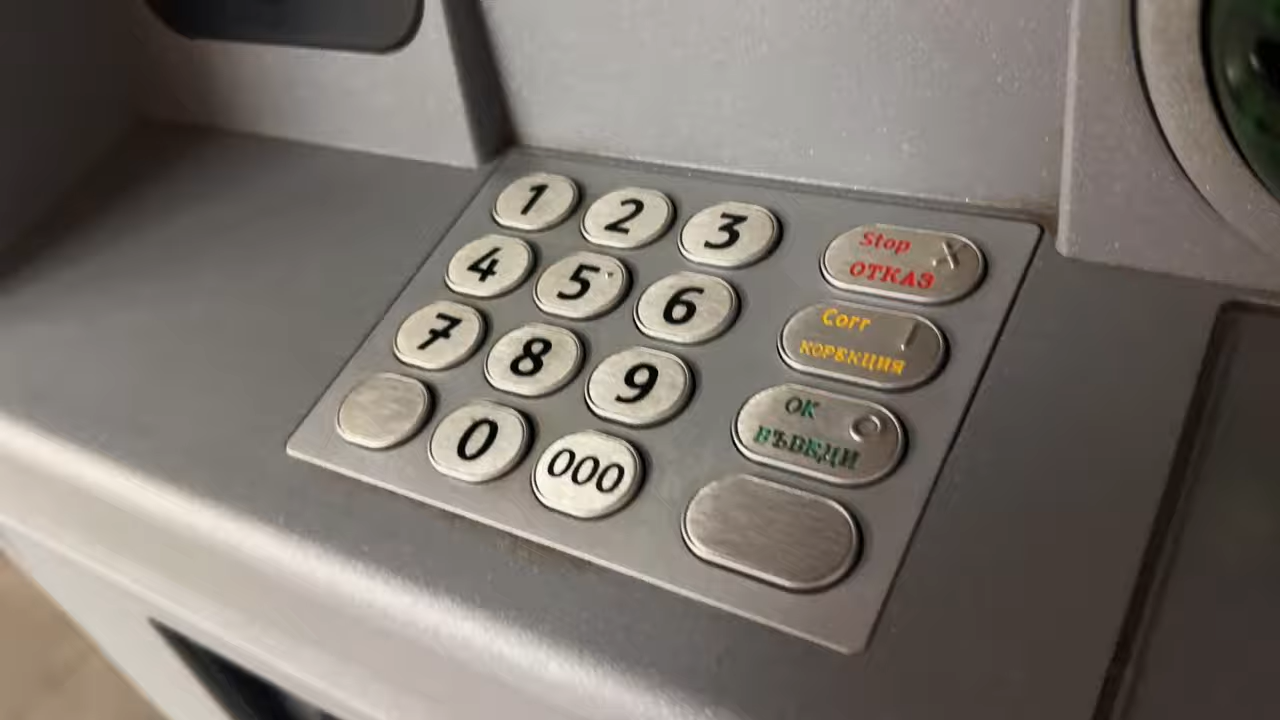 1 2 3
Stop X
ОТКАЗ
4 5 6
Corr |
КОРЕКЦИЯ
7 8 9
OK O
ВЪВЕДИ
0 000